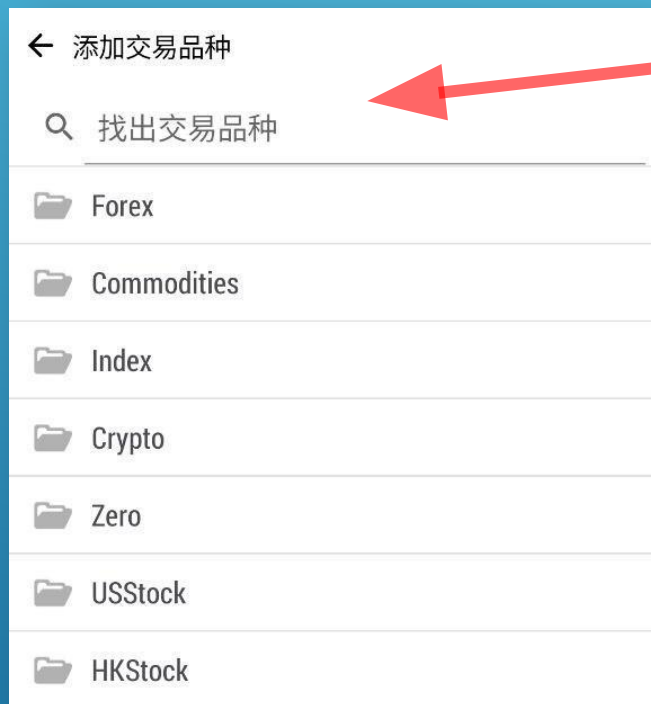 添加交易品种
找出交易品种
Forex
Commodities
Index
Crypto
Zero
USStock
HKStock